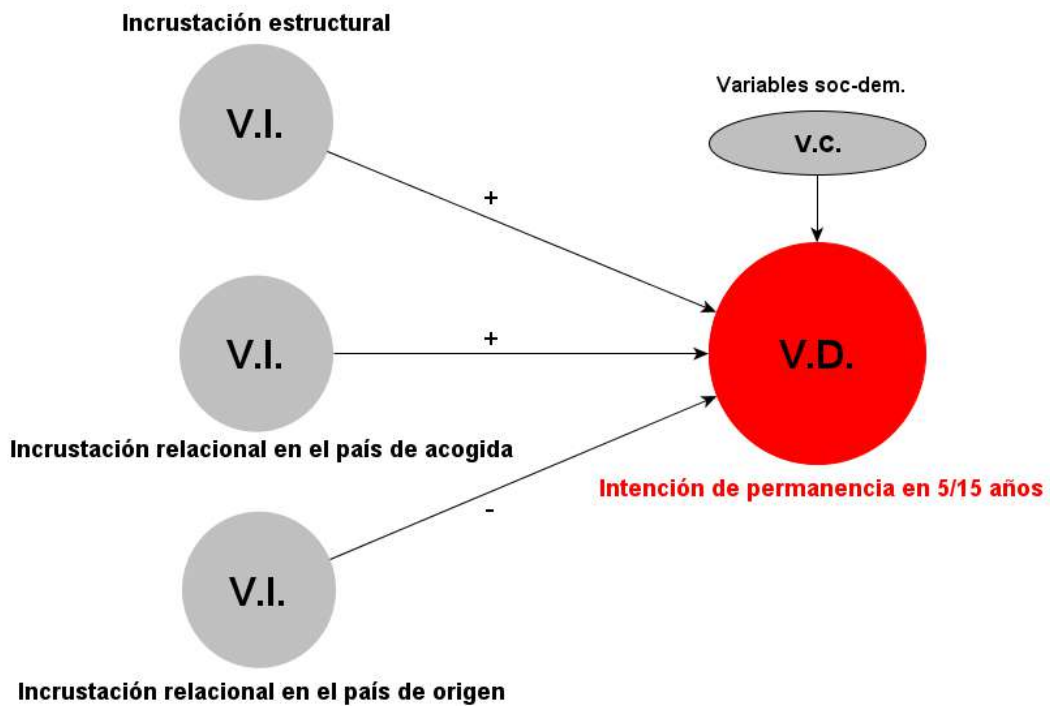 Incrustación estructural
V.I.
Variables soc-dem.
V.C.
+
V.I.
+
V.D.
Incrustación relacional en el país de acogida
Intención de permanencia en 5/15 años
-
V.I.
Incrustación relacional en el país de origen